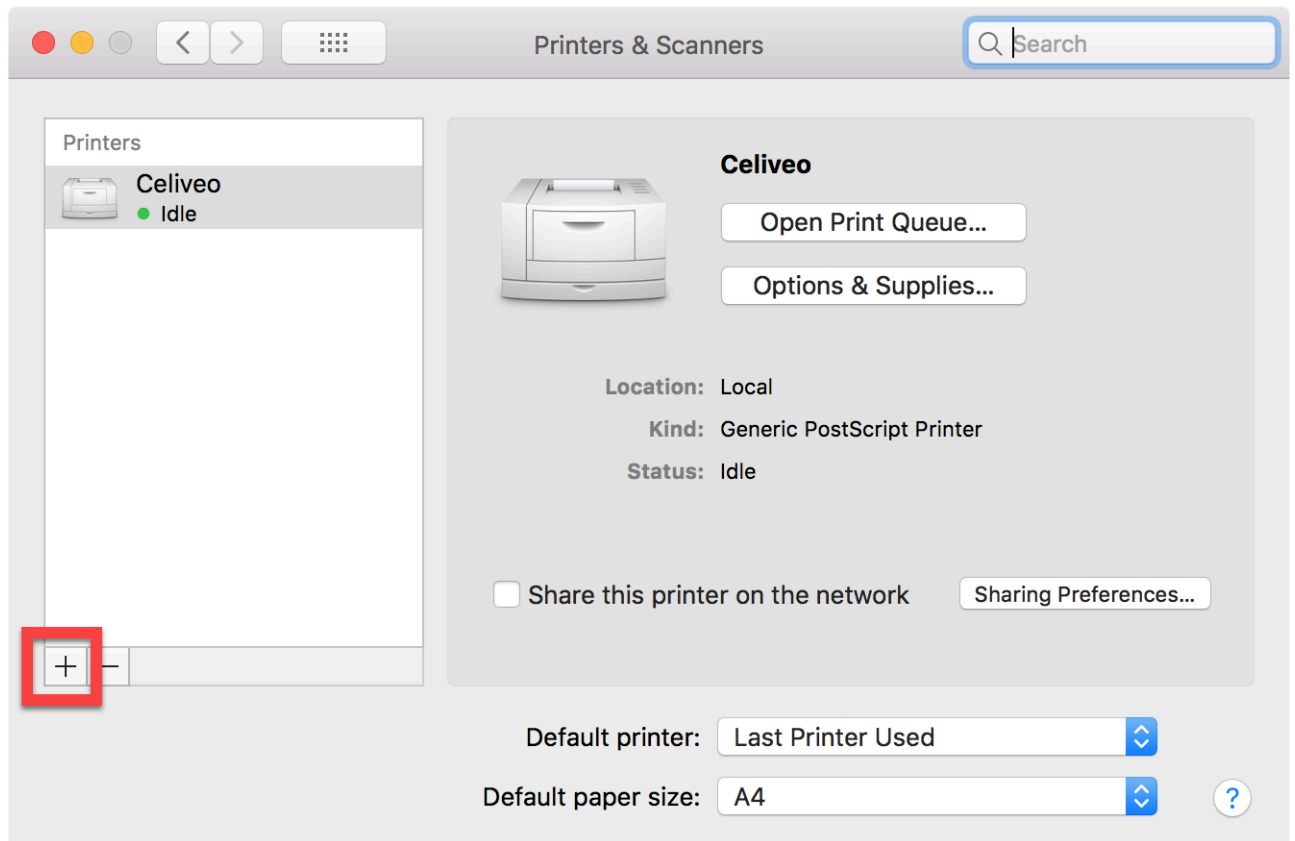 Printers & Scanners
Search
Printers
Celiveo
Idle
Celiveo
Open Print Queue...
Options & Supplies...
Location: Local
Kind: Generic PostScript Printer
Status: Idle
Share this printer on the network
Sharing Preferences...
+ −
Default printer: Last Printer Used
Default paper size: A4
?